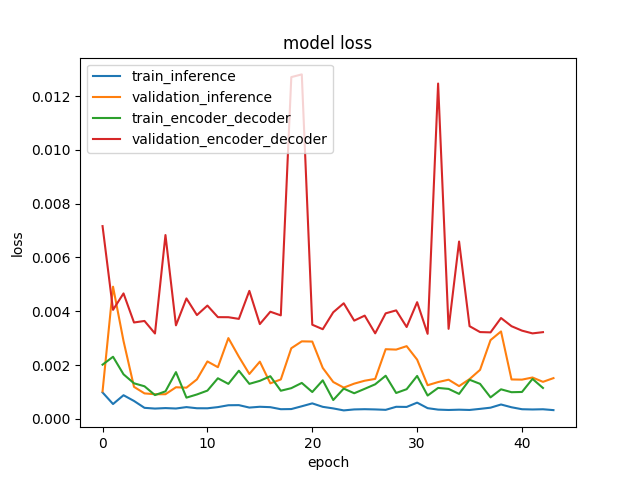 model loss
train_inference
validation_inference
train_encoder_decoder
validation_encoder_decoder
0.012
0.010
0.008
0.006
0.004
0.002
0.000
loss
0 10 20 30 40
epoch